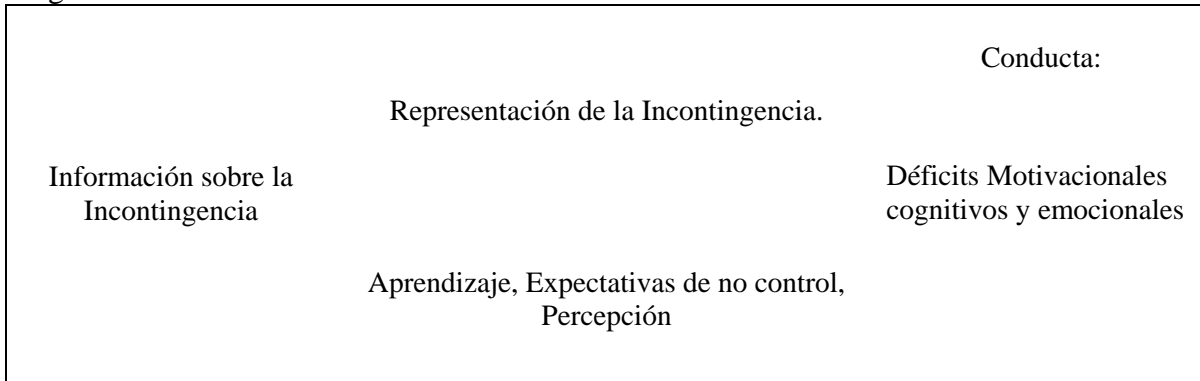 Conducta:
Representación de la Incontingencia.
Información sobre la
Incontingencia
Déficits Motivacionales
cognitivos y emocionales
Aprendizaje, Expectativas de no control,
Percepción